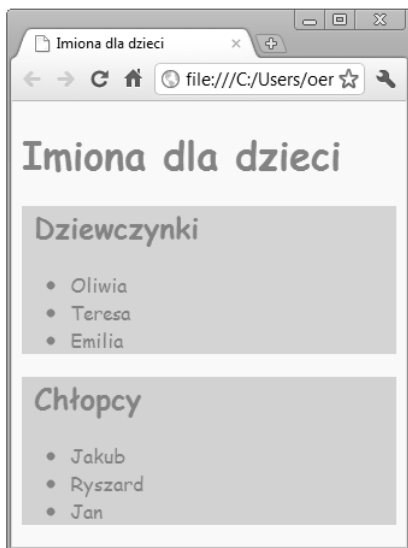 Imiona dla dzieci
file:///C:/Users/oer
Imiona dla dzieci
Dziewczynki
Oliwia
Teresa
Emilia
Chłopcy
Jakub
Ryszard
Jan